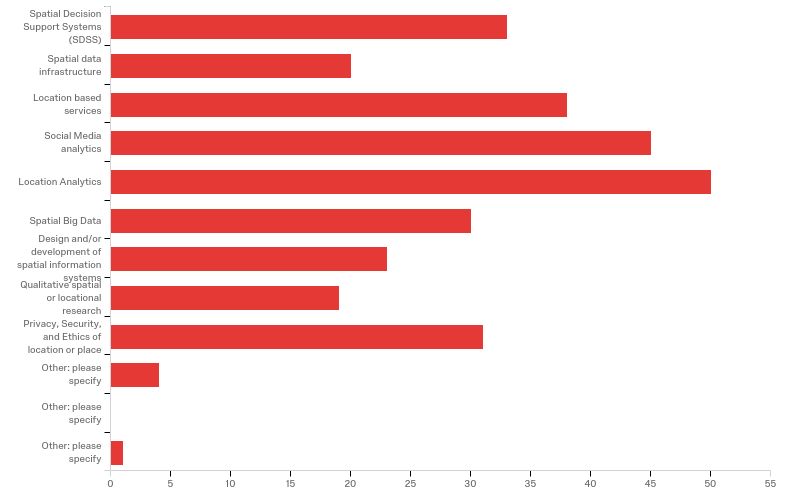 Spatial Decision
Support Systems
(SDSS)
Spatial data
infrastructure
Location based
services
Social Media
analytics
Location Analytics
Spatial Big Data
Design and/or
development of
spatial information
systems
Qualitative spatial
or locational
research
Privacy, Security,
and Ethics of
location or place
Other: please
specify
Other: please
specify
Other: please
specify
0 5 10 15 20 25 30 35 40 45 50 55